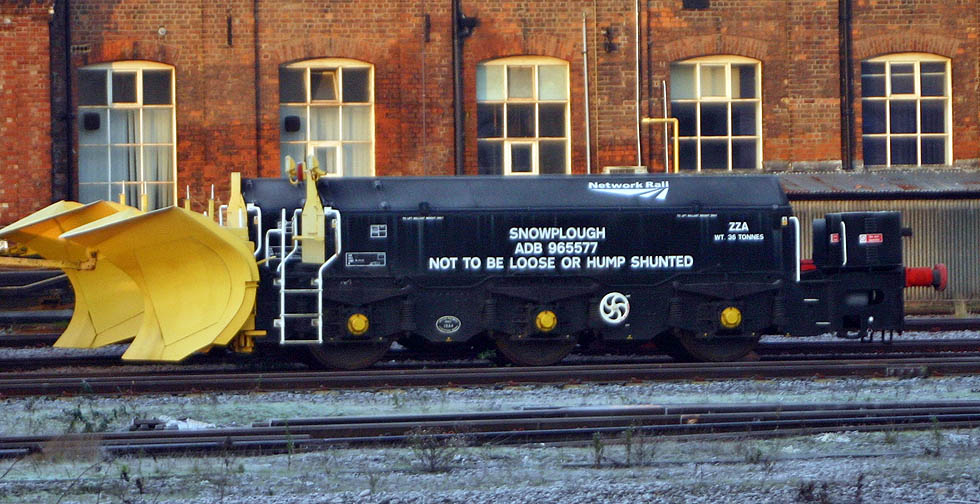 Network Rail
SNOWPLOUGH
ADB 965577
NOT TO BE LOOSE OR HUMP SHUNTED
ZZA
WT. 36 TONNES